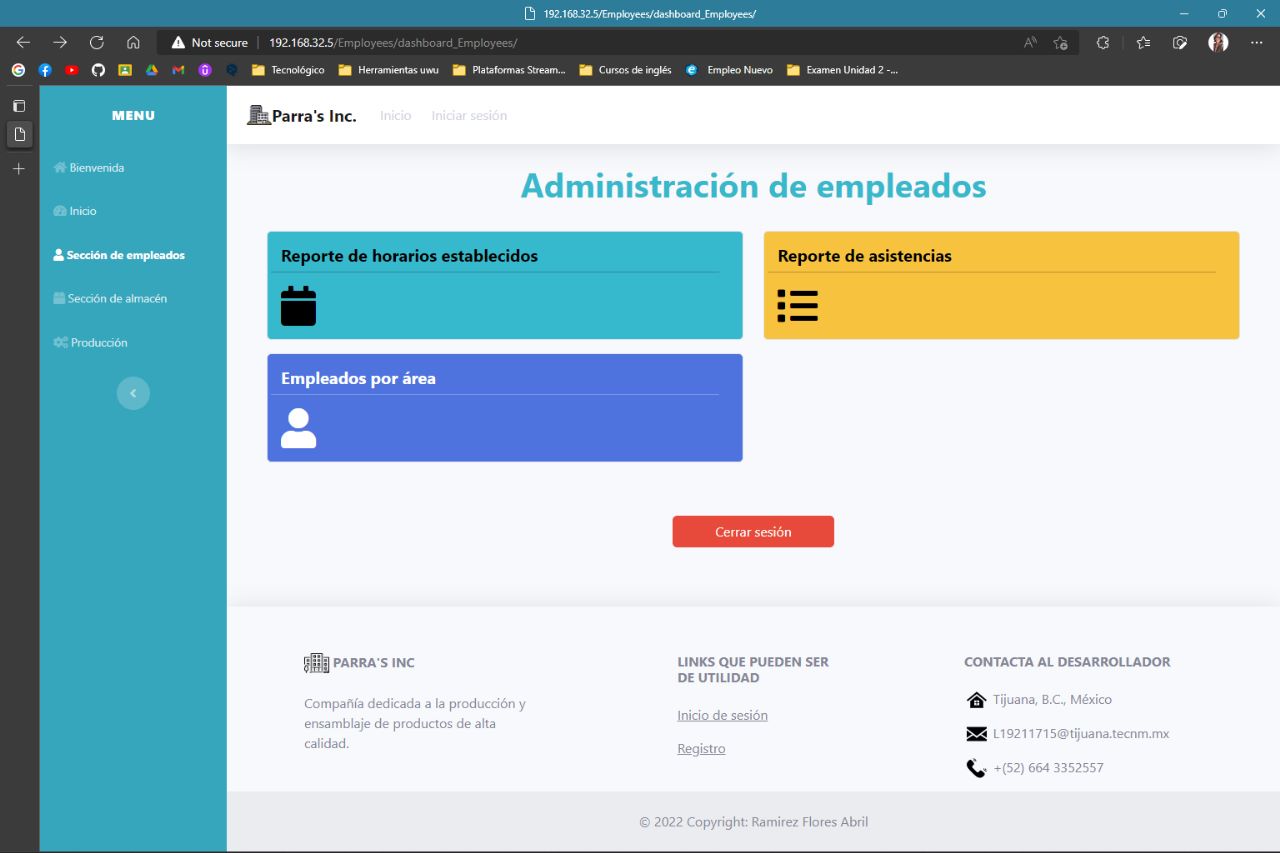 192.168.32.5/Employees/dashboard_Employees/
Not secure
192.168.32.5/Employees/dashboard_Employees/
Tecnológico
Herramientas uwu
Plataformas Stream...
Cursos de inglés
Empleo Nuevo
Examen Unidad 2 -...
MENU
Bienvenida
Inicio
Sección de empleados
Sección de almacén
Producción
Parra's Inc.
Inicio
Iniciar sesión
Administración de empleados
Reporte de horarios establecidos
Reporte de asistencias
Empleados por área
Cerrar sesión
PARRA'S INC
Compañía dedicada a la producción y
ensamblaje de productos de alta
calidad.
LINKS QUE PUEDEN SER
DE UTILIDAD
Inicio de sesión
Registro
CONTACTA AL DESARROLLADOR
Tijuana, B.C., México
L19211715@tijuana.tecnm.mx
+(52) 664 3352557
© 2022 Copyright: Ramirez Flores Abril